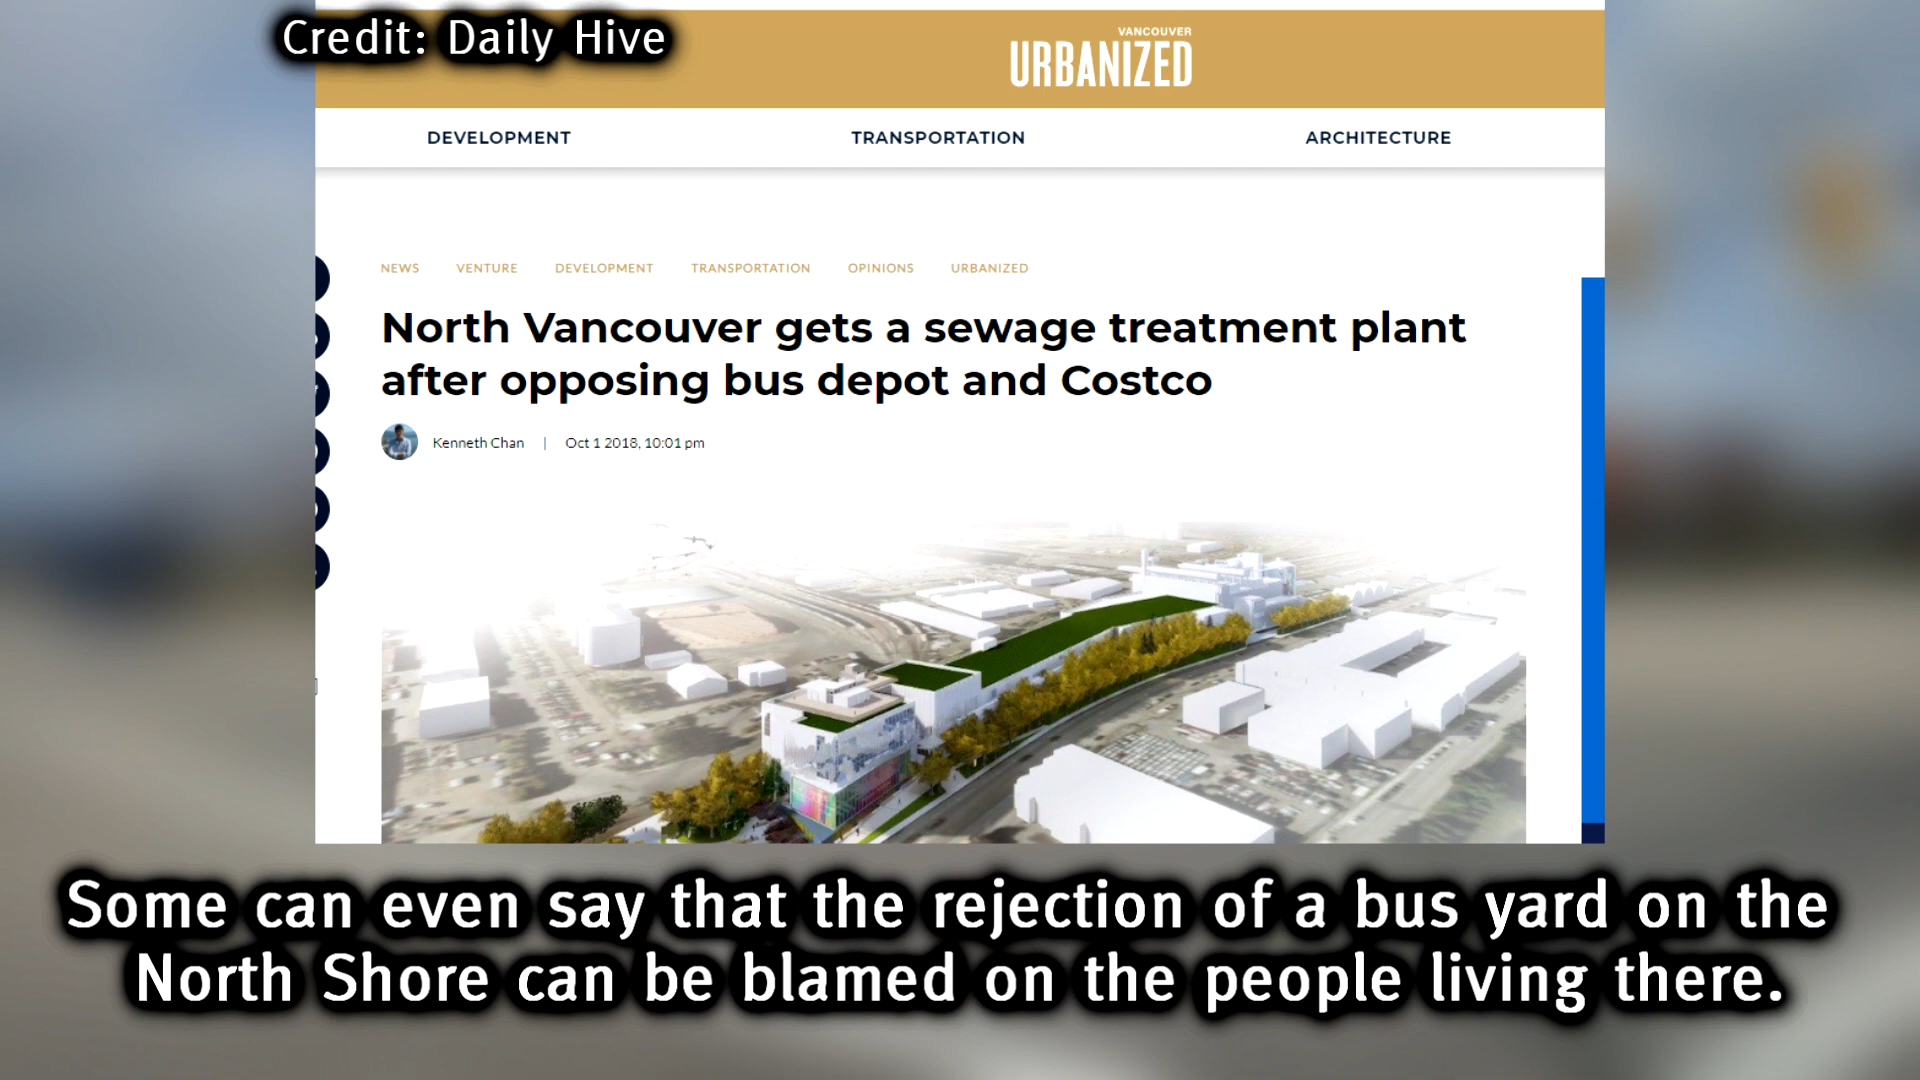 Credit: Daily Hive
VANCOUVER
URBANIZED
DEVELOPMENT TRANSPORTATION ARCHITECTURE
NEWS VENTURE DEVELOPMENT TRANSPORTATION OPINIONS URBANIZED
North Vancouver gets a sewage treatment plant
after opposing bus depot and Costco
Kenneth Chan | Oct 1 2018, 10:01 pm
Some can even say that the rejection of a bus yard on the
North Shore can be blamed on the people living there.